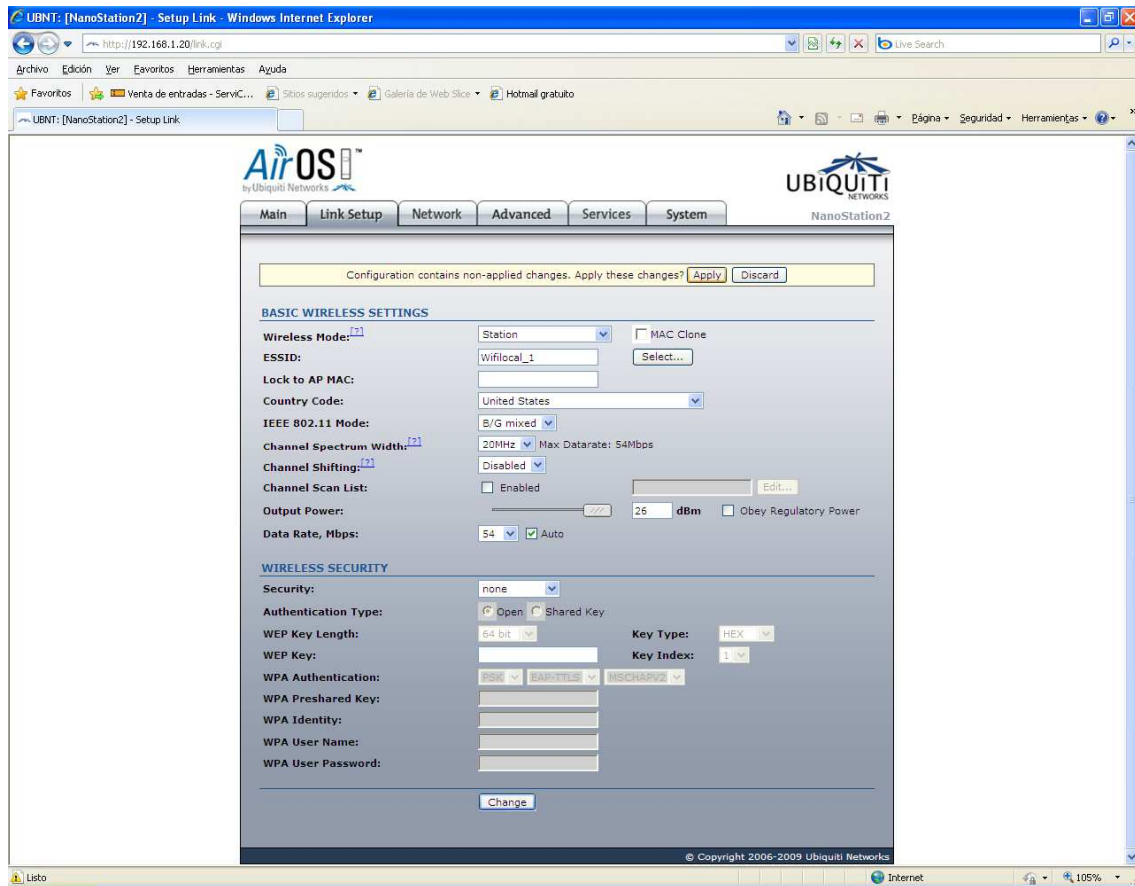 UBNT: [NanoStation2] - Setup Link - Windows Internet Explorer
http://192.168.1.20/link.cgi
Live Search
Archivo Edición Ver Favoritos Herramientas Ayuda
Favoritos Venta de entradas - ServiC... Sitios sugeridos Galería de Web Slice Hotmail gratuito
UBNT: [NanoStation2] - Setup Link Página Seguridad Herramientas »
AirOS™
by Ubiquiti Networks
UBIQUITI
NETWORKS
Main Link Setup Network Advanced Services System NanoStation2
Configuration contains non-applied changes. Apply these changes? Apply Discard
BASIC WIRELESS SETTINGS
Wireless Mode:[?] Station MAC Clone
ESSID: Wifilocal_1 Select...
Lock to AP MAC:
Country Code: United States
IEEE 802.11 Mode: B/G mixed
Channel Spectrum Width:[?] 20MHz Max Datarate: 54Mbps
Channel Shifting:[?] Disabled
Channel Scan List: Enabled Edit...
Output Power: 26 dBm Obey Regulatory Power
Data Rate, Mbps: 54 Auto
WIRELESS SECURITY
Security: none
Authentication Type: Open Shared Key
WEP Key Length: 64 bit Key Type: HEX
WEP Key: Key Index: 1
WPA Authentication: PSK EAP-TTLS MSCHAPV2
WPA Preshared Key:
WPA Identity:
WPA User Name:
WPA User Password:
Change
© Copyright 2006-2009 Ubiquiti Networks
Listo Internet 105%